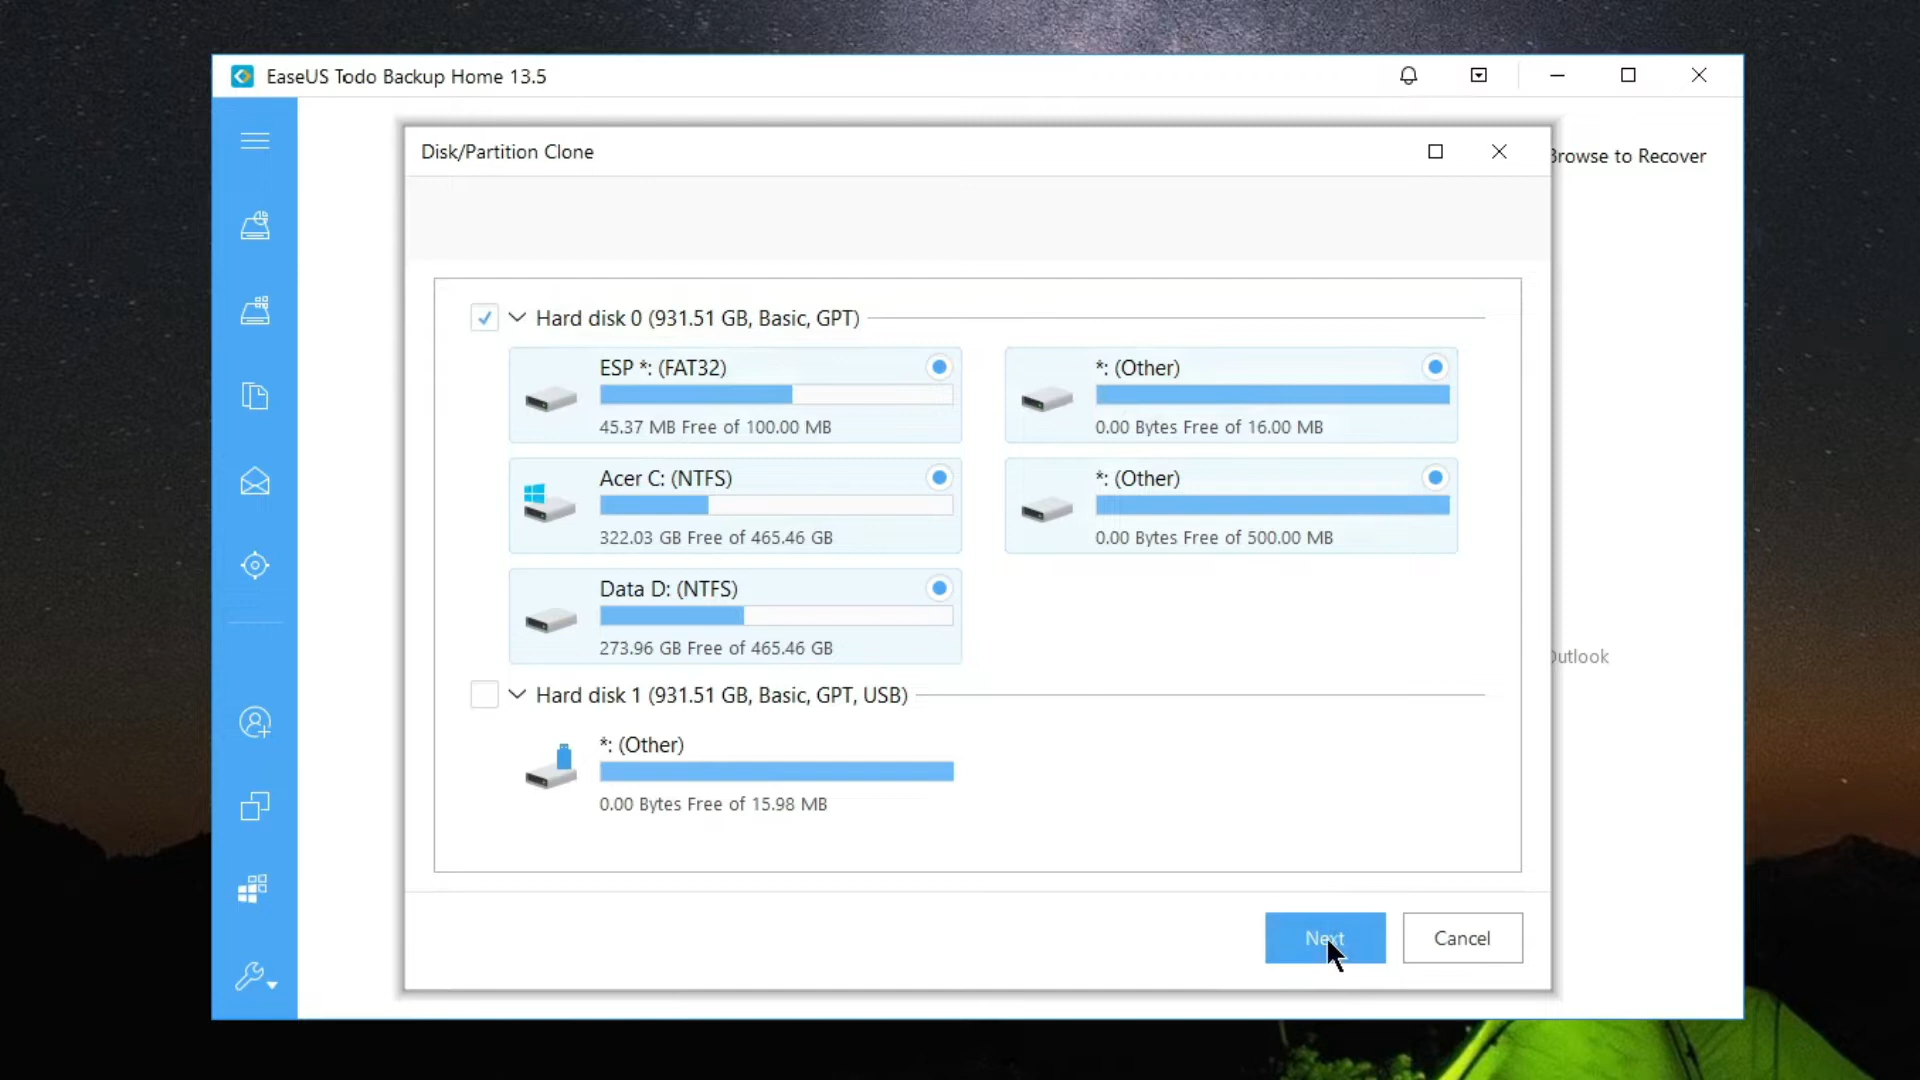 EaseUS Todo Backup Home 13.5
Disk/Partition Clone
Browse to Recover
Hard disk 0 (931.51 GB, Basic, GPT)
ESP *: (FAT32)
45.37 MB Free of 100.00 MB
*: (Other)
0.00 Bytes Free of 16.00 MB
Acer C: (NTFS)
322.03 GB Free of 465.46 GB
*: (Other)
0.00 Bytes Free of 500.00 MB
Data D: (NTFS)
273.96 GB Free of 465.46 GB
Outlook
Hard disk 1 (931.51 GB, Basic, GPT, USB)
*: (Other)
0.00 Bytes Free of 15.98 MB
Next
Cancel